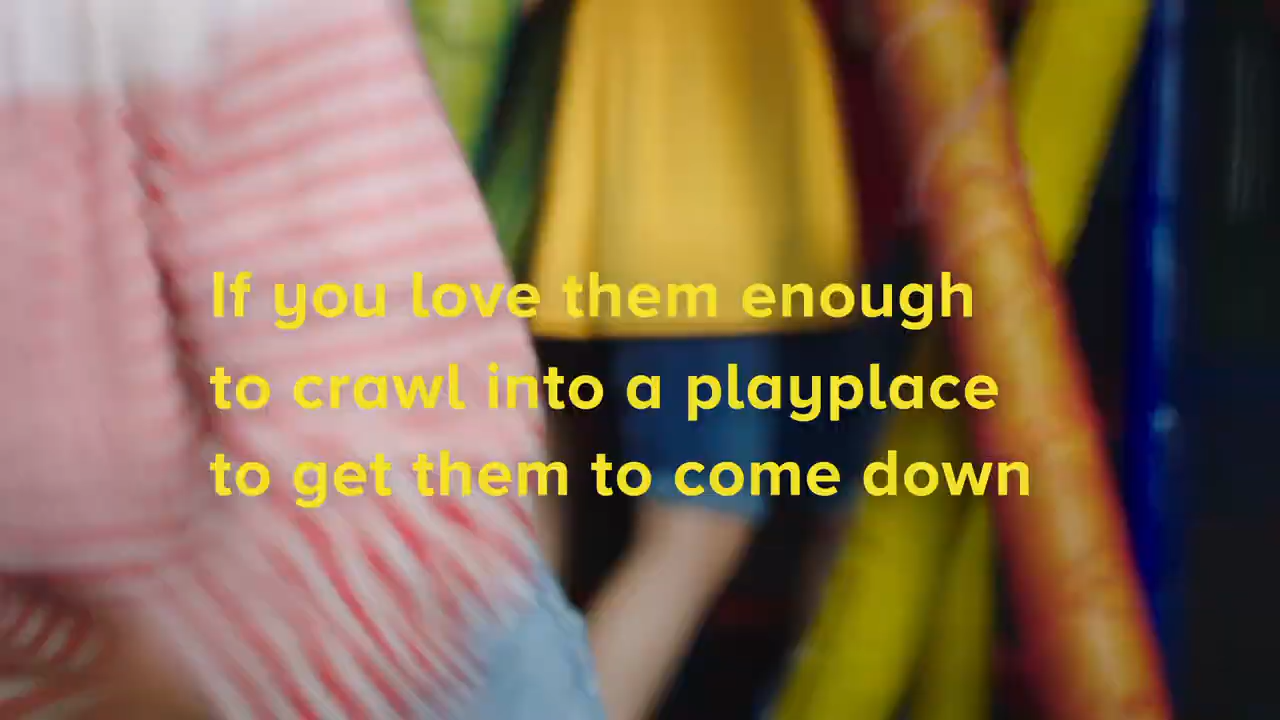 If you love them enough
to crawl into a playplace
to get them to come down